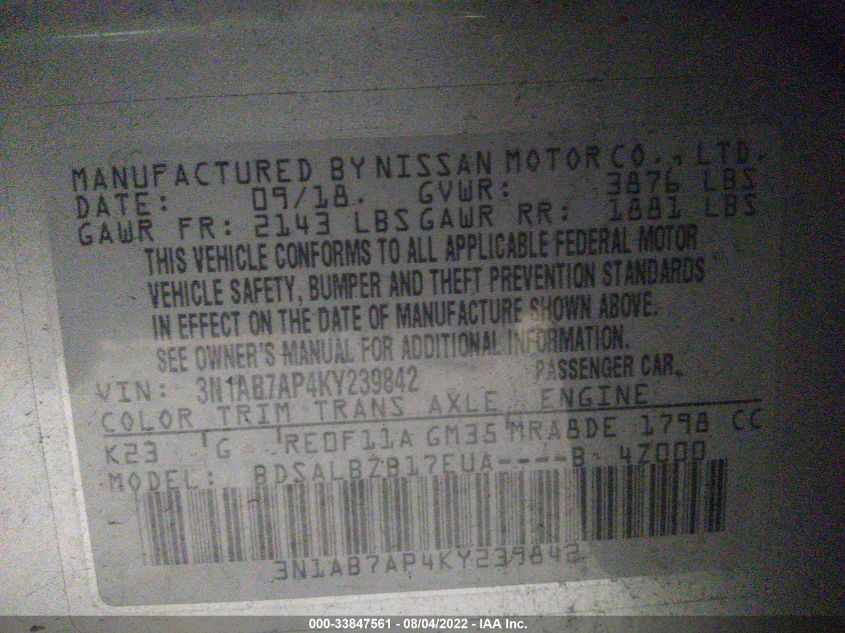 MANUFACTURED BY NISSAN MOTOR CO., LTD.
DATE: 09/18. GVWR: 3876 LBS
GAWR FR: 2143 LBS GAWR RR: 1881 LBS
THIS VEHICLE CONFORMS TO ALL APPLICABLE FEDERAL MOTOR
VEHICLE SAFETY, BUMPER AND THEFT PREVENTION STANDARDS
IN EFFECT ON THE DATE OF MANUFACTURE SHOWN ABOVE.
SEE OWNER'S MANUAL FOR ADDITIONAL INFORMATION.
VIN: 3N1AB7AP4KY239842 PASSENGER CAR.
COLOR TRIM TRANS AXLE ENGINE
K23 G RE0F11A GM35 MRA8DE 1798 CC
MODEL: BDSALBZB17EUA----B- 4Z000
3N1AB7AP4KY239842
000-33847561 - 08/04/2022 - IAA Inc.